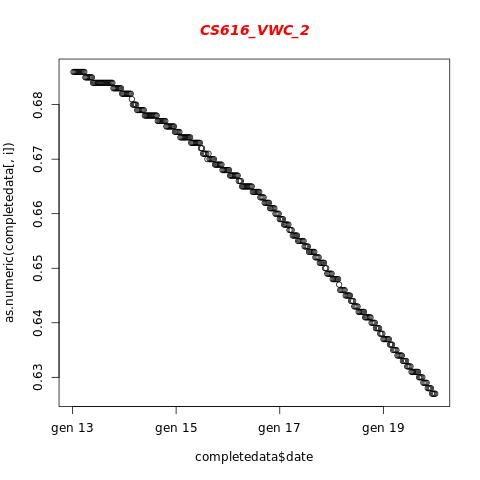 CS616_VWC_2
as.numeric(completedata[, i])
0.68
0.67
0.66
0.65
0.64
0.63
gen 13
gen 15
gen 17
gen 19
completedata$date